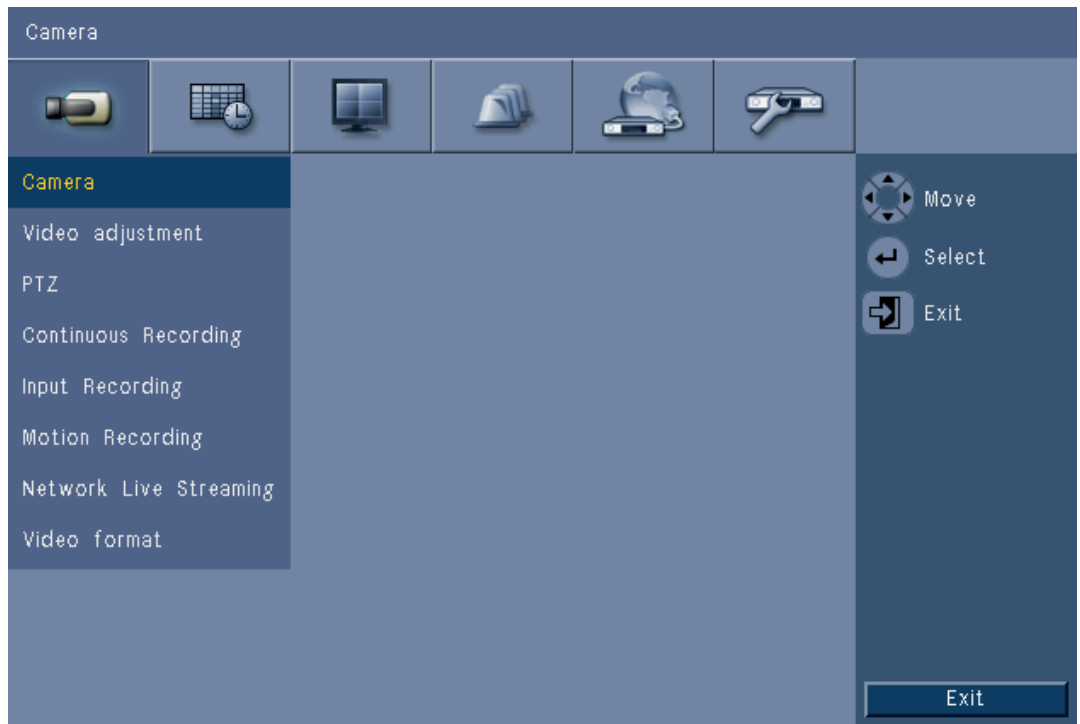 Camera
Camera
Video adjustment
PTZ
Continuous Recording
Input Recording
Motion Recording
Network Live Streaming
Video format
Move
Select
Exit
Exit